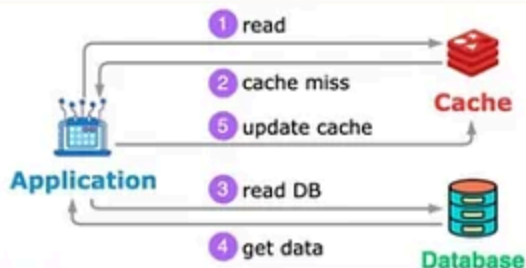 1 read
2 cache miss
Cache
5 update cache
Application
3 read DB
4 get data
Database